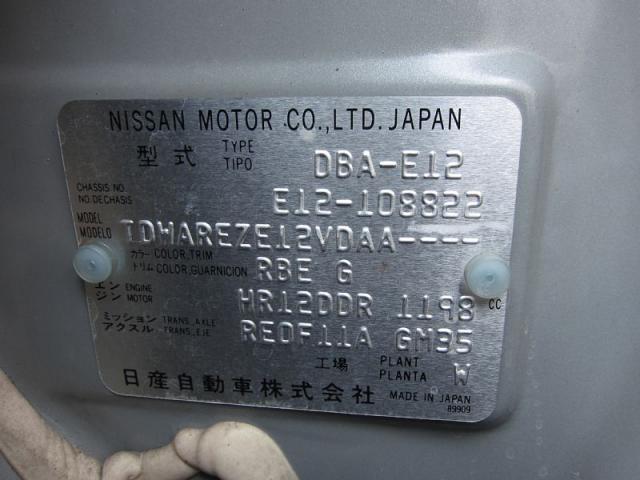 NISSAN MOTOR CO.,LTD. JAPAN
型式 TYPE TIPO DBA-E12
CHASSIS NO. NO.DECHASIS E12-108822
MODEL MODELO TDWAREZE12VDAA----
カラー COLOR,TRIM トリム COLOR,GUARNICION RBE G
エンジン ENGINE MOTOR HR12DDR 1198 CC
ミッション TRANS.,AXLE アクスル TRANS.,EJE RE0F11A GM35
工場 PLANT PLANTA W
日産自動車株式会社 MADE IN JAPAN
89909